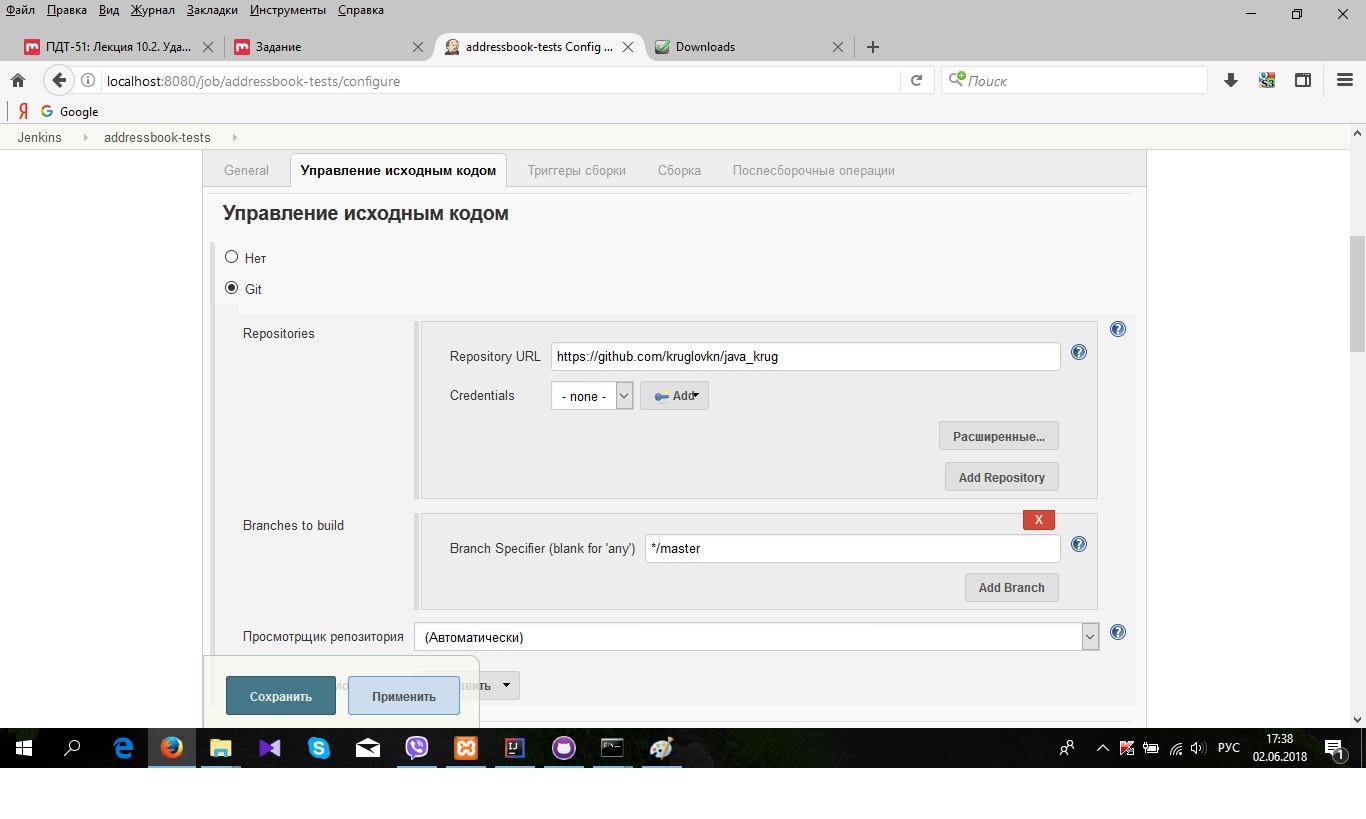 Файл Правка Вид Журнал Закладки Инструменты Справка
ПДТ-51: Лекция 10.2. Уда...
Задание
addressbook-tests Config ...
Downloads
localhost:8080/job/addressbook-tests/configure
Поиск
Я Google
Jenkins addressbook-tests
General Управление исходным кодом Триггеры сборки Сборка Послесборочные операции
Управление исходным кодом
Нет
Git
Repositories
Repository URL https://github.com/kruglovkn/java_krug
Credentials - none - Add
Расширенные...
Add Repository
Branches to build
X
Branch Specifier (blank for 'any') */master
Add Branch
Просмотрщик репозитория (Автоматически)
Сохранить Применить
РУС
17:38
02.06.2018
1